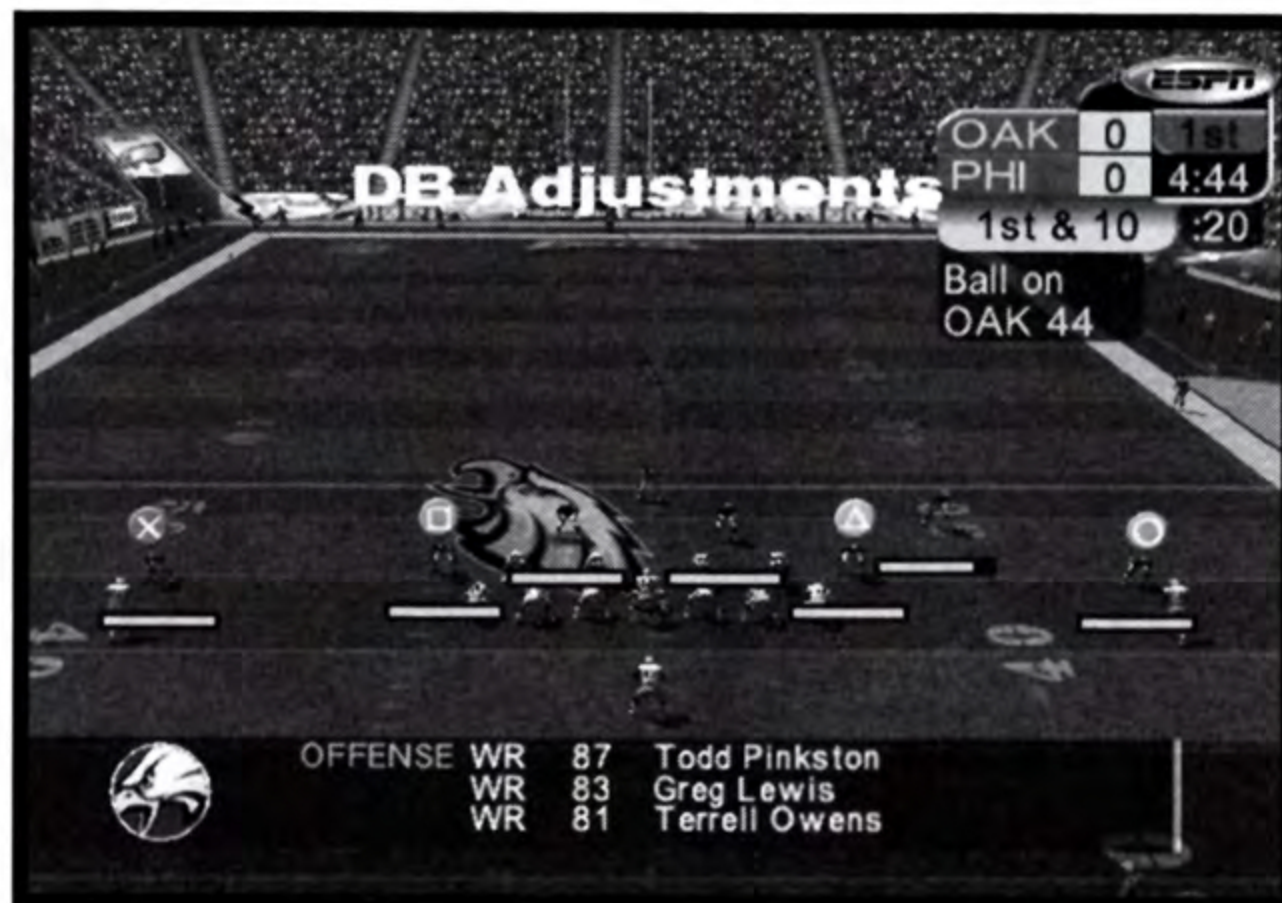 ESPN
OAK 0 1st
PHI 0 4:44
1st & 10 :20
Ball on
OAK 44
DB Adjustments
OFFENSE WR 87 Todd Pinkston
WR 83 Greg Lewis
WR 81 Terrell Owens